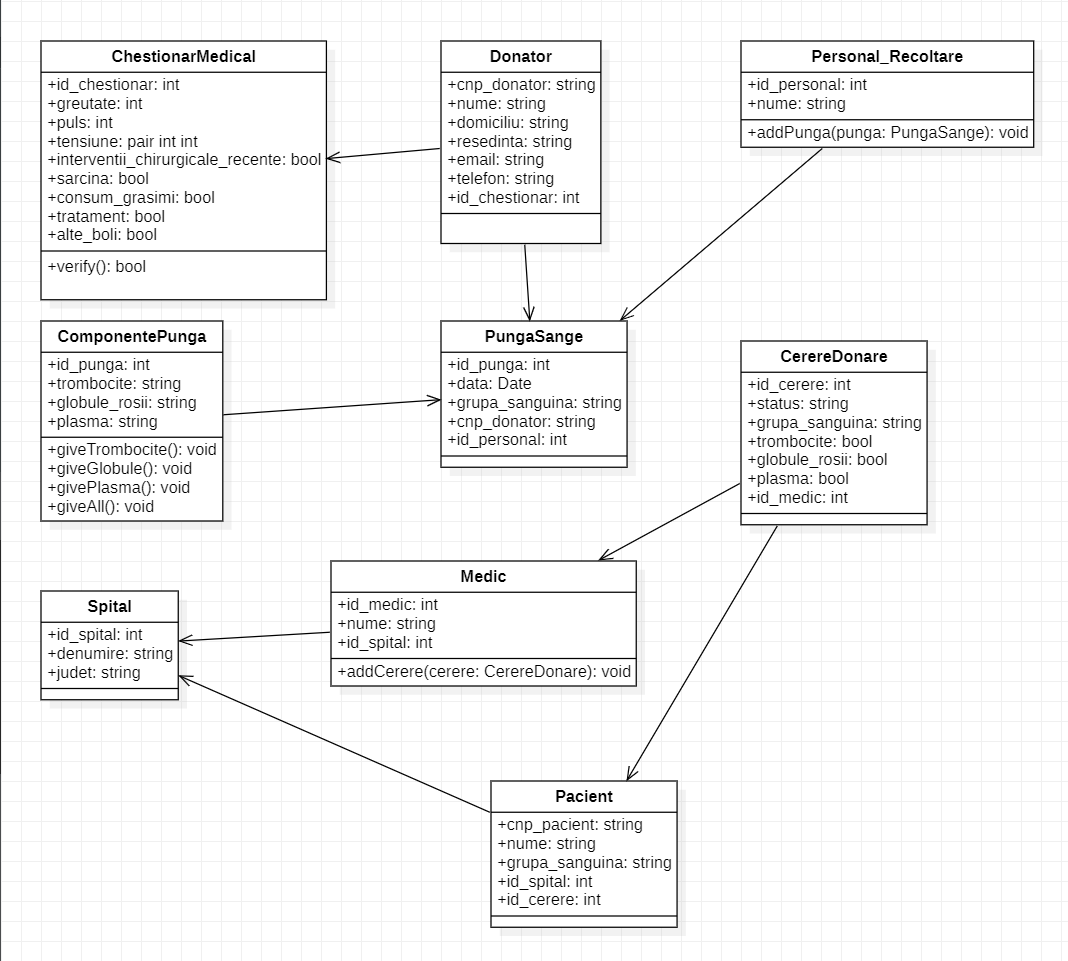 ChestionarMedical
+id_chestionar: int
+greutate: int
+puls: int
+tensiune: pair int int
+interventii_chirurgicale_recente: bool
+sarcina: bool
+consum_grasimi: bool
+tratament: bool
+alte_boli: bool
+verify(): bool
Donator
+cnp_donator: string
+nume: string
+domiciliu: string
+resedinta: string
+email: string
+telefon: string
+id_chestionar: int
Personal_Recoltare
+id_personal: int
+nume: string
+addPunga(punga: PungaSange): void
ComponentePunga
+id_punga: int
+trombocite: string
+globule_rosii: string
+plasma: string
+giveTrombocite(): void
+giveGlobule(): void
+givePlasma(): void
+giveAll(): void
PungaSange
+id_punga: int
+data: Date
+grupa_sanguina: string
+cnp_donator: string
+id_personal: int
CerereDonare
+id_cerere: int
+status: string
+grupa_sanguina: string
+trombocite: bool
+globule_rosii: bool
+plasma: bool
+id_medic: int
Spital
+id_spital: int
+denumire: string
+judet: string
Medic
+id_medic: int
+nume: string
+id_spital: int
+addCerere(cerere: CerereDonare): void
Pacient
+cnp_pacient: string
+nume: string
+grupa_sanguina: string
+id_spital: int
+id_cerere: int